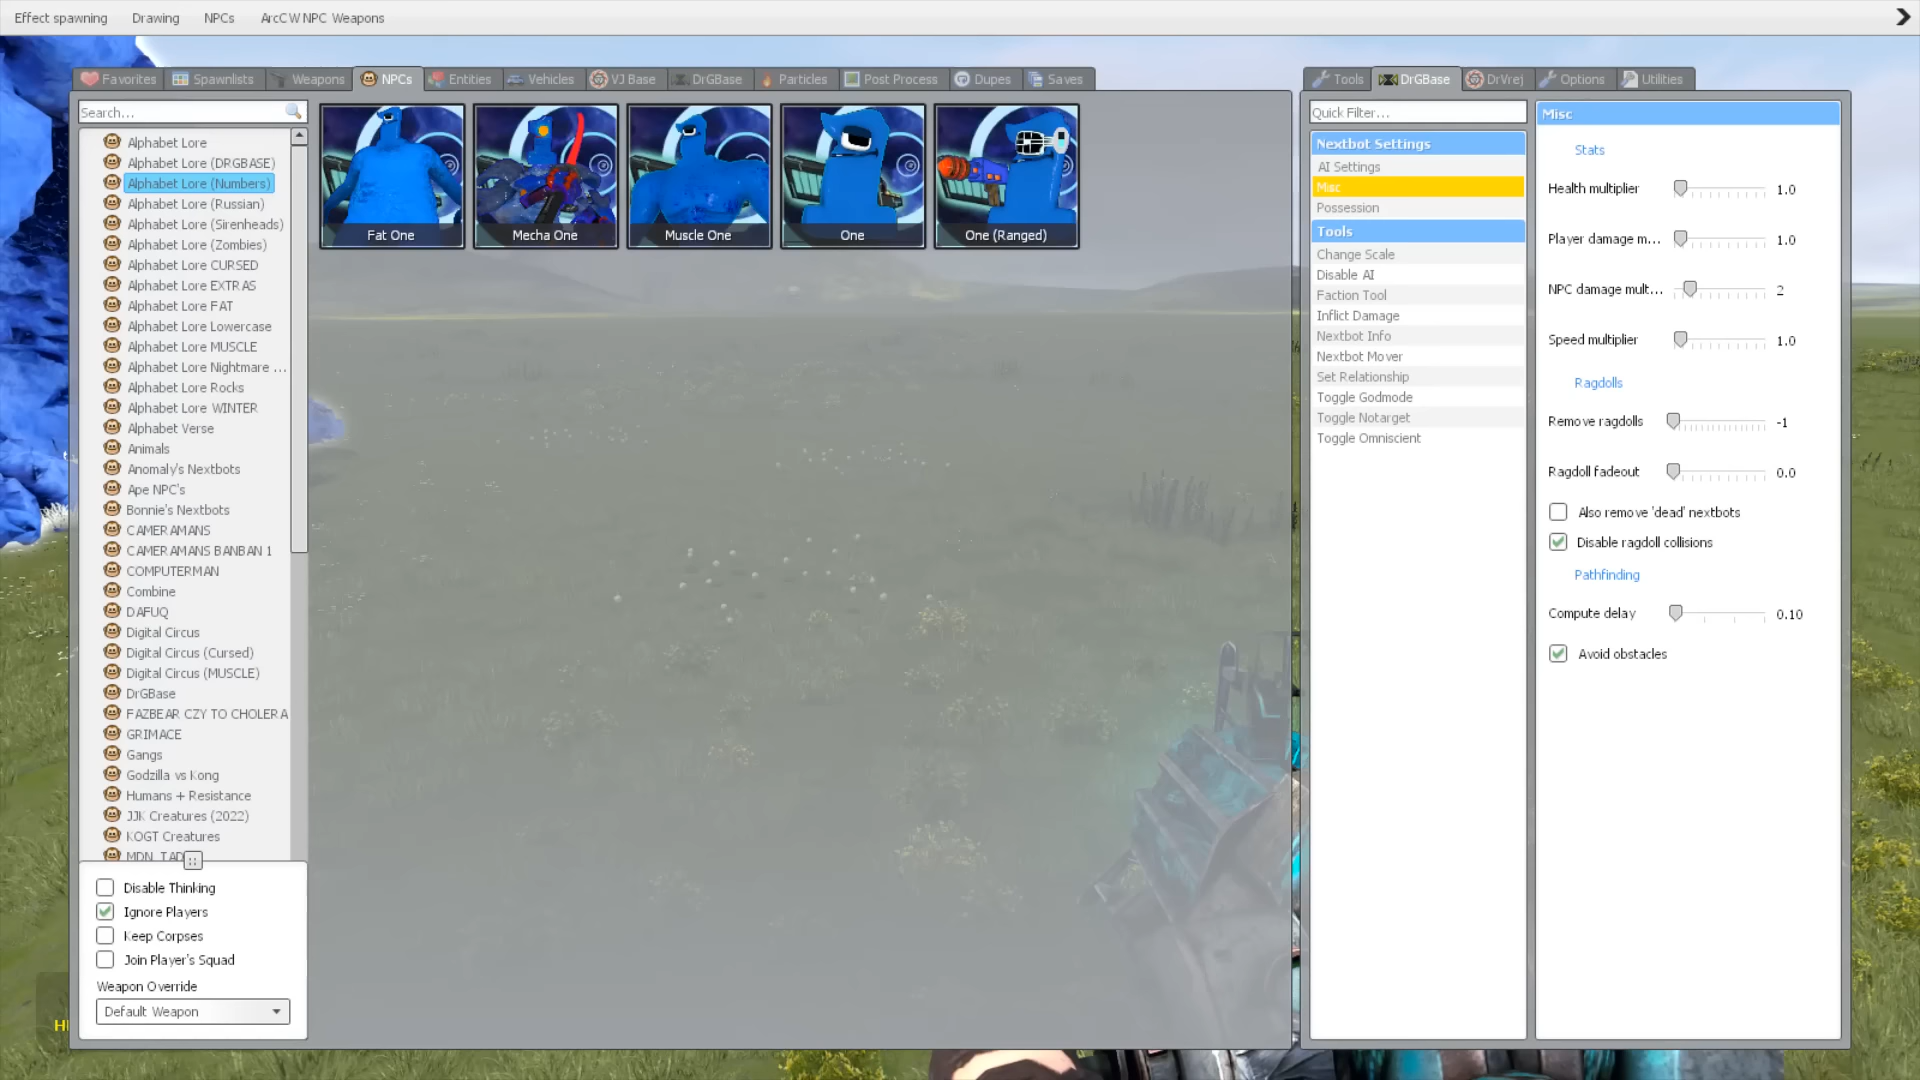 Effect spawning Drawing NPCs ArcCW NPC Weapons
Favorites Spawnlists Weapons NPCs Entities Vehicles VJ Base DrGBase Particles Post Process Dupes Saves
Search...
Alphabet Lore
Alphabet Lore (DRGBASE)
Alphabet Lore (Numbers)
Alphabet Lore (Russian)
Alphabet Lore (Sirenheads)
Alphabet Lore (Zombies)
Alphabet Lore CURSED
Alphabet Lore EXTRAS
Alphabet Lore FAT
Alphabet Lore Lowercase
Alphabet Lore MUSCLE
Alphabet Lore Nightmare ...
Alphabet Lore Rocks
Alphabet Lore WINTER
Alphabet Verse
Animals
Anomaly's Nextbots
Ape NPC's
Bonnie's Nextbots
CAMERAMANS
CAMERAMANS BANBAN 1
COMPUTERMAN
Combine
DAFUQ
Digital Circus
Digital Circus (Cursed)
Digital Circus (MUSCLE)
DrGBase
FAZBEAR CZY TO CHOLERA
GRIMACE
Gangs
Godzilla vs Kong
Humans + Resistance
JJK Creatures (2022)
KOGT Creatures
Disable Thinking
Ignore Players
Keep Corpses
Join Player's Squad
Weapon Override
Default Weapon
Fat One
Mecha One
Muscle One
One
One (Ranged)
Tools DrGBase DrVrej Options Utilities
Quick Filter...
Nextbot Settings
AI Settings
Misc
Possession
Tools
Change Scale
Disable AI
Faction Tool
Inflict Damage
Nextbot Info
Nextbot Mover
Set Relationship
Toggle Godmode
Toggle Notarget
Toggle Omniscient
Misc
Stats
Health multiplier 1.0
Player damage m... 1.0
NPC damage mult... 2
Speed multiplier 1.0
Ragdolls
Remove ragdolls -1
Ragdoll fadeout 0.0
Also remove 'dead' nextbots
Disable ragdoll collisions
Pathfinding
Compute delay 0.10
Avoid obstacles